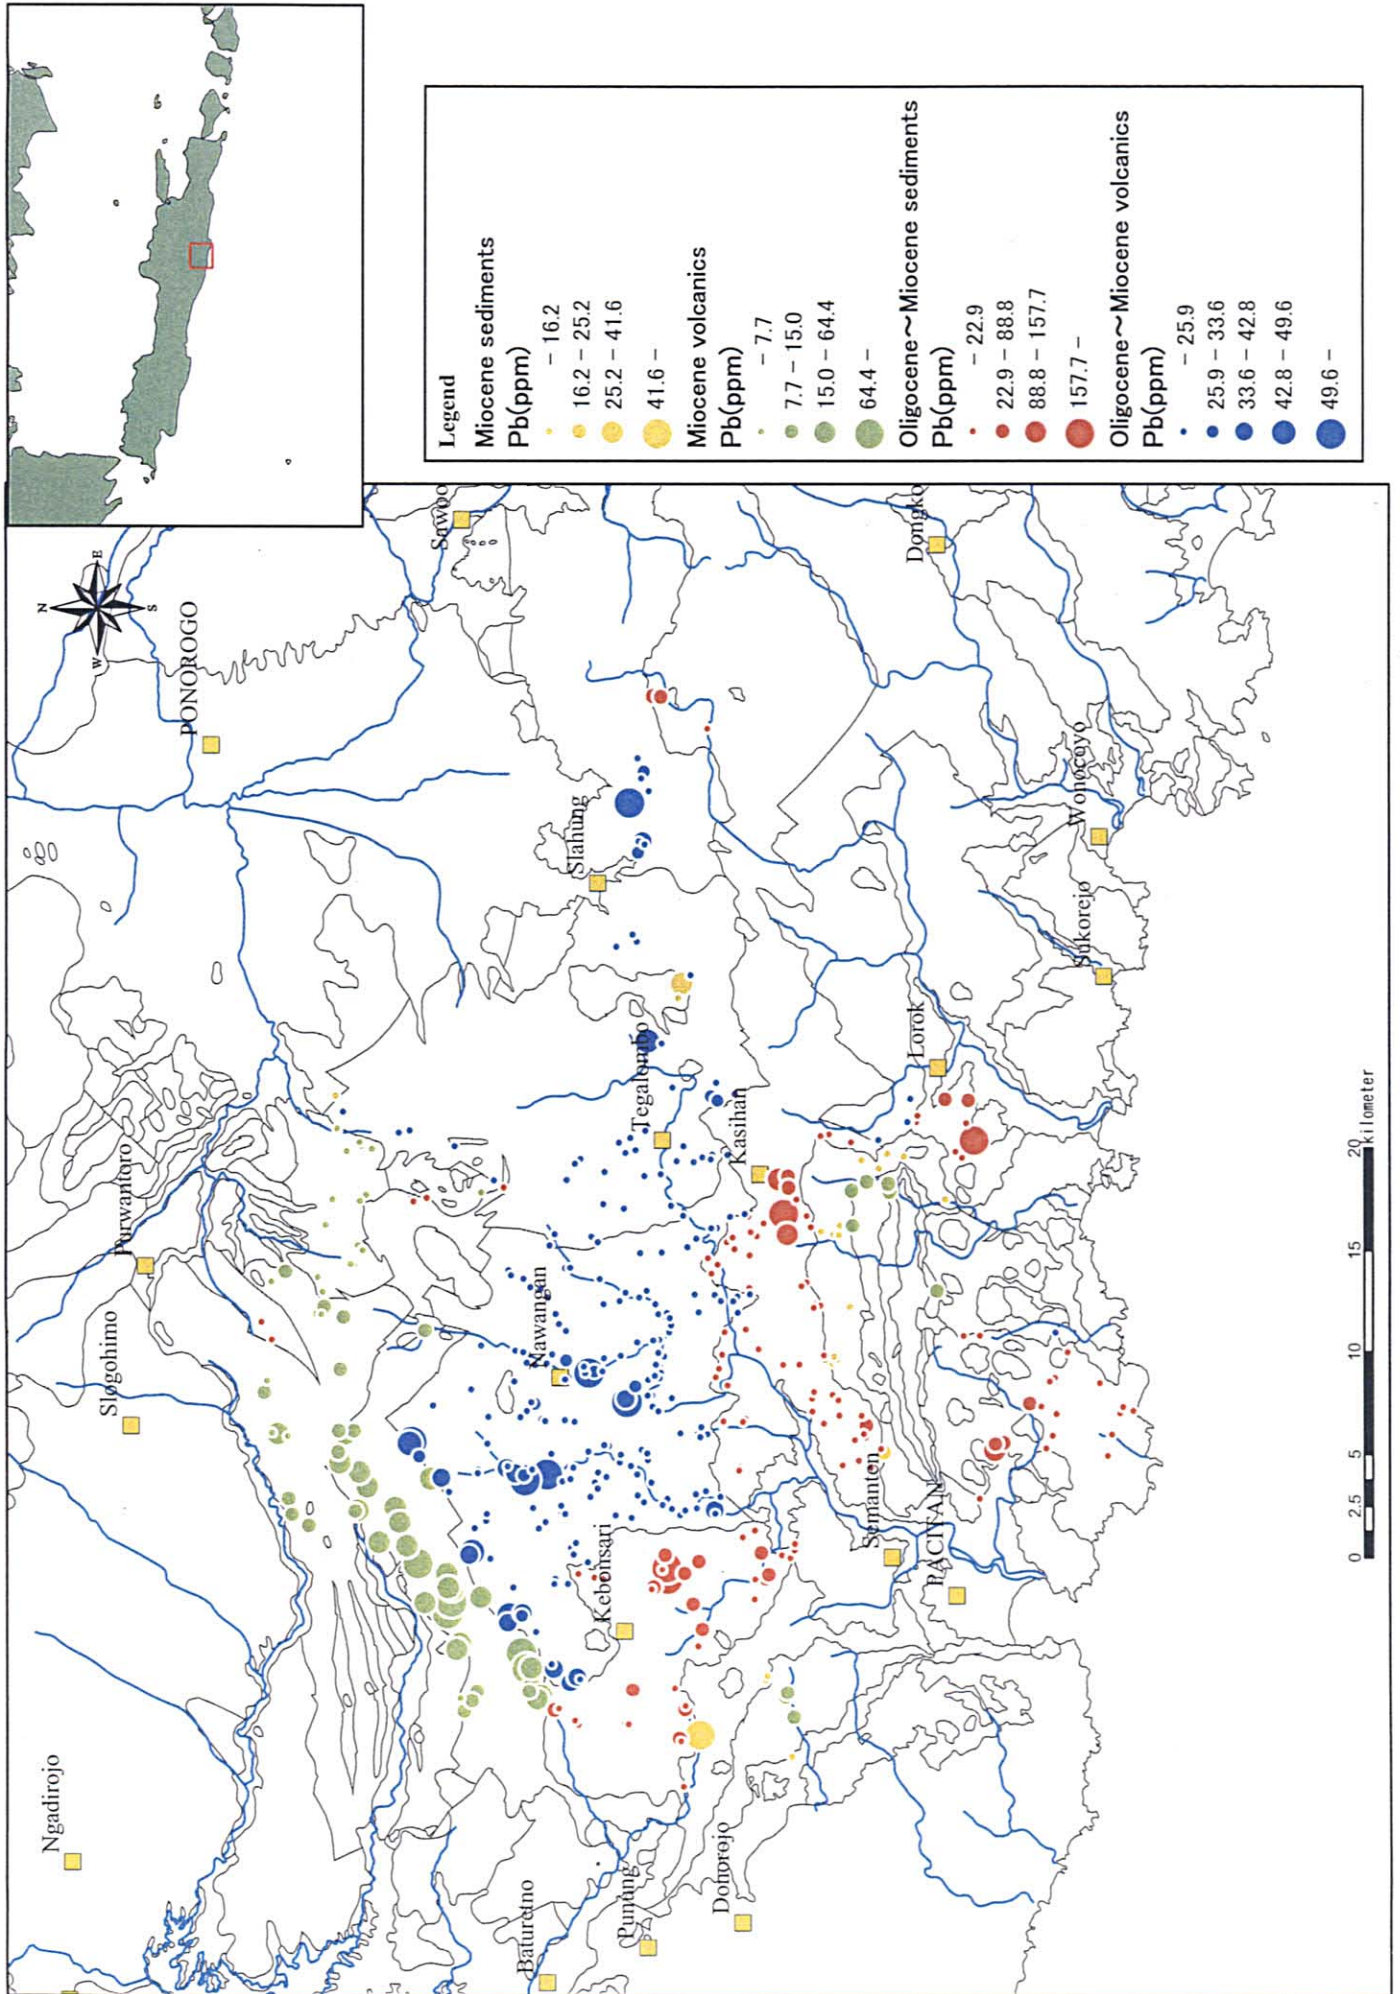 N
E
S
W
PONOROGO
Sawoo
Slahung
Dongko
Wonocoyo
Sukorejo
Lorok
Tegalombo
Kasihan
Purwantoro
Slogohimo
Nawangan
Kebonsari
Semanten
PACITAN
Ngadirojo
Baturetno
Punung
Donorojo
Legend
Miocene sediments
Pb(ppm)
– 16.2
16.2 – 25.2
25.2 – 41.6
41.6 –
Miocene volcanics
Pb(ppm)
– 7.7
7.7 – 15.0
15.0 – 64.4
64.4 –
Oligocene~Miocene sediments
Pb(ppm)
– 22.9
22.9 – 88.8
88.8 – 157.7
157.7 –
Oligocene~Miocene volcanics
Pb(ppm)
– 25.9
25.9 – 33.6
33.6 – 42.8
42.8 – 49.6
49.6 –
0 2.5 5 10 15 20
kilometer